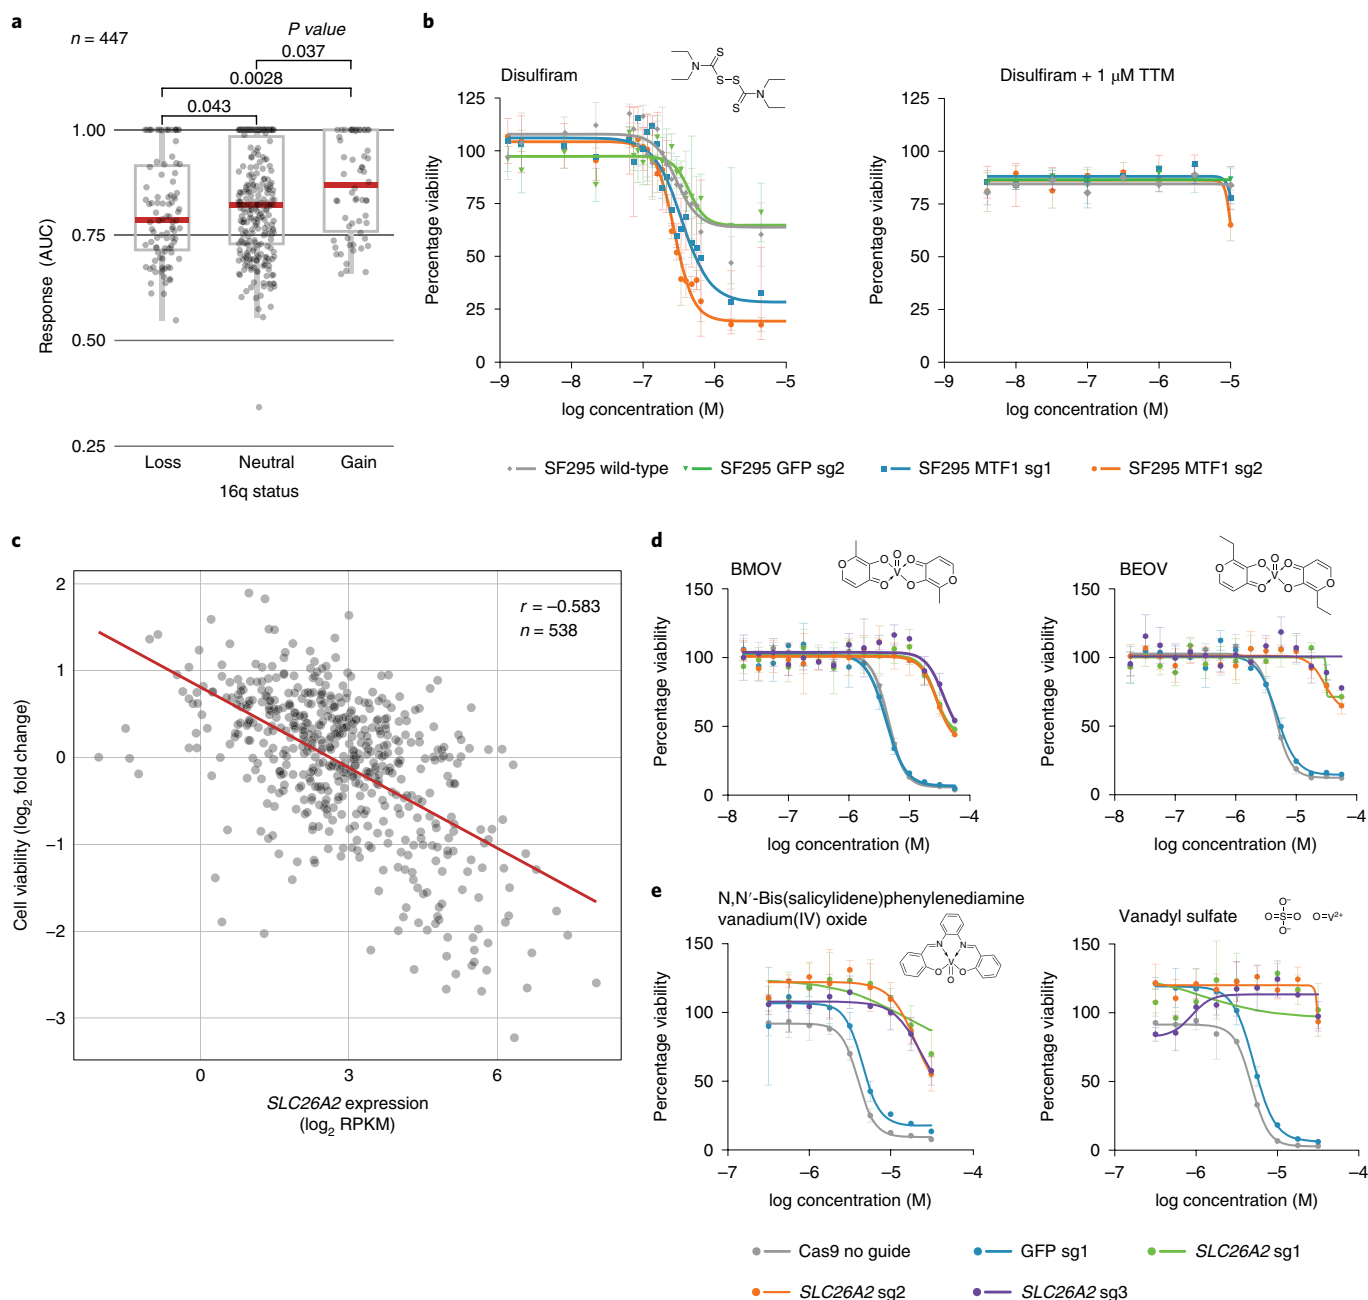 a
n = 447
P value
0.037
0.0028
0.043
1.00
0.75
0.50
0.25
Response (AUC)
Loss Neutral Gain
16q status
b
Disulfiram
N S S S S N
125
100
75
50
25
0
Percentage viability
–9 –8 –7 –6 –5
log concentration (M)
Disulfiram + 1 μM TTM
125
100
75
50
25
0
Percentage viability
–9 –8 –7 –6 –5
log concentration (M)
SF295 wild-type SF295 GFP sg2 SF295 MTF1 sg1 SF295 MTF1 sg2
c
2
1
0
–1
–2
–3
Cell viability (log2 fold change)
r = –0.583
n = 538
0 3 6
SLC26A2 expression
(log2 RPKM)
d
BMOV
O O O O V O O O
150
100
50
0
Percentage viability
–8 –7 –6 –5 –4
log concentration (M)
BEOV
O O O O V O O O
150
100
50
0
Percentage viability
–8 –7 –6 –5 –4
log concentration (M)
e
N,N′-Bis(salicylidene)phenylenediamine
vanadium(IV) oxide
N N V O O O
150
100
50
0
Percentage viability
–7 –6 –5 –4
log concentration (M)
Vanadyl sulfate
O–
O=S=O O=V2+
O–
150
100
50
0
Percentage viability
–7 –6 –5 –4
log concentration (M)
Cas9 no guide GFP sg1 SLC26A2 sg1
SLC26A2 sg2 SLC26A2 sg3